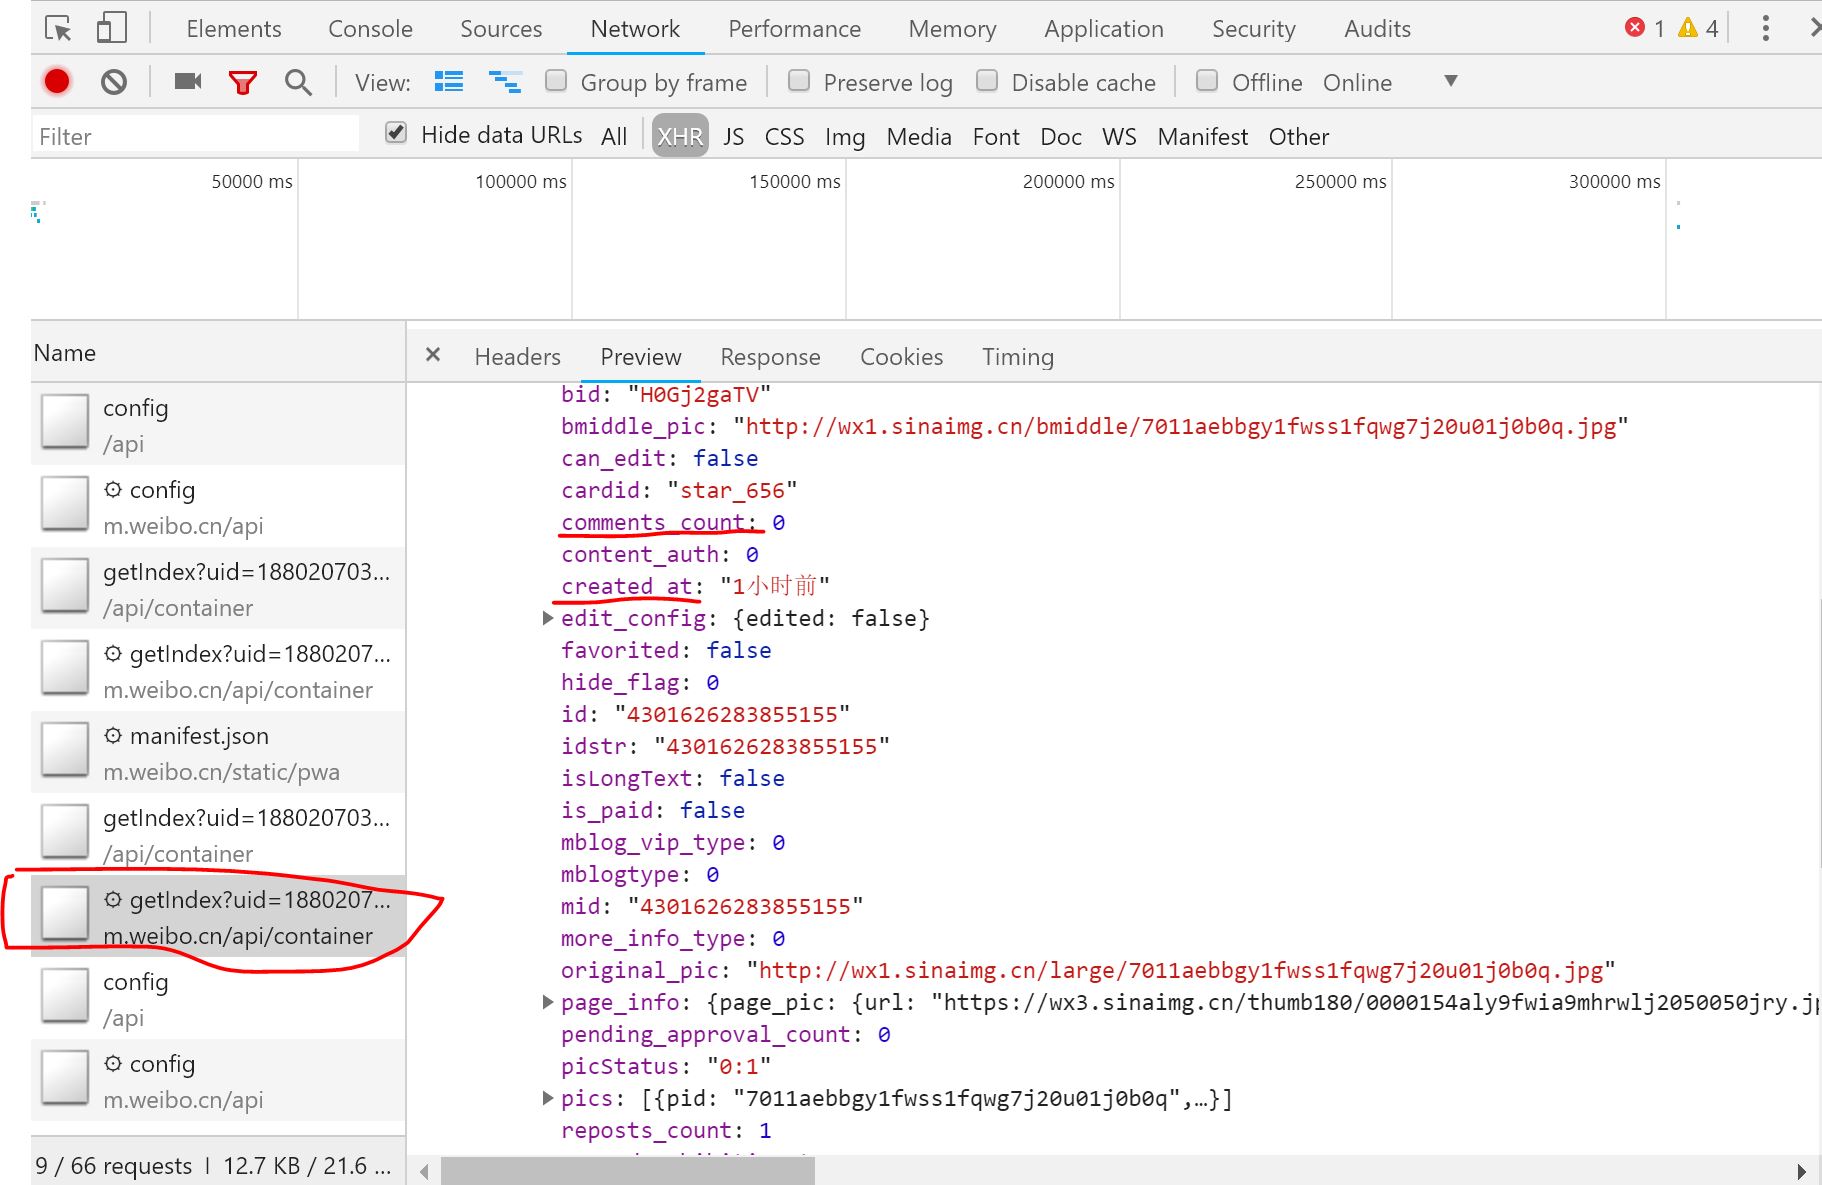 Elements Console Sources Network Performance Memory Application Security Audits 1 4
View: Group by frame Preserve log Disable cache Offline Online
Filter Hide data URLs All XHR JS CSS Img Media Font Doc WS Manifest Other
50000 ms 100000 ms 150000 ms 200000 ms 250000 ms 300000 ms
Name
config
/api
config
m.weibo.cn/api
getIndex?uid=188020703...
/api/container
getIndex?uid=1880207...
m.weibo.cn/api/container
manifest.json
m.weibo.cn/static/pwa
getIndex?uid=188020703...
/api/container
getIndex?uid=1880207...
m.weibo.cn/api/container
config
/api
config
m.weibo.cn/api
9 / 66 requests | 12.7 KB / 21.6 ...
Headers Preview Response Cookies Timing
bid: "H0Gj2gaTV"
bmiddle_pic: "http://wx1.sinaimg.cn/bmiddle/7011aebbgy1fwss1fqwg7j20u01j0b0q.jpg"
can_edit: false
cardid: "star_656"
comments_count: 0
content_auth: 0
created_at: "1小时前"
edit_config: {edited: false}
favorited: false
hide_flag: 0
id: "4301626283855155"
idstr: "4301626283855155"
isLongText: false
is_paid: false
mblog_vip_type: 0
mblogtype: 0
mid: "4301626283855155"
more_info_type: 0
original_pic: "http://wx1.sinaimg.cn/large/7011aebbgy1fwss1fqwg7j20u01j0b0q.jpg"
page_info: {page_pic: {url: "https://wx3.sinaimg.cn/thumb180/0000154aly9fwia9mhrwlj2050050jry.jp
pending_approval_count: 0
picStatus: "0:1"
pics: [{pid: "7011aebbgy1fwss1fqwg7j20u01j0b0q",…}]
reposts_count: 1